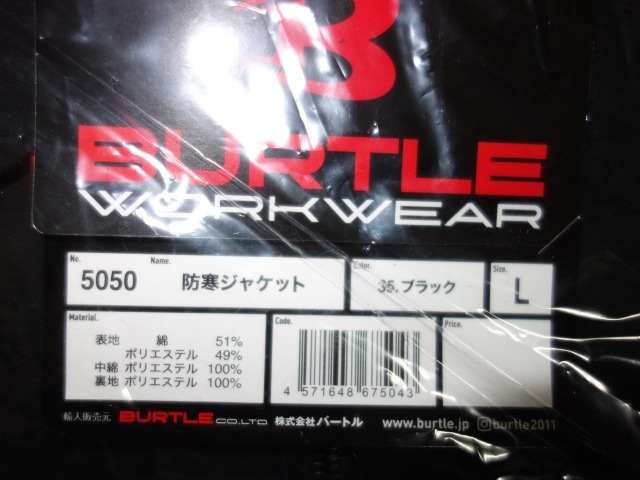 B
BURTLE
WORKWEAR
No.
5050
Name.
防寒ジャケット
Color.
35.ブラック
Size.
L
Material.
表地 綿 51%
ポリエステル 49%
中綿 ポリエステル 100%
裏地 ポリエステル 100%
Code.
4 571648 675043
Price.
輸入販売元 BURTLE CO.LTD. 株式会社バートル www.burtle.jp burtle2011